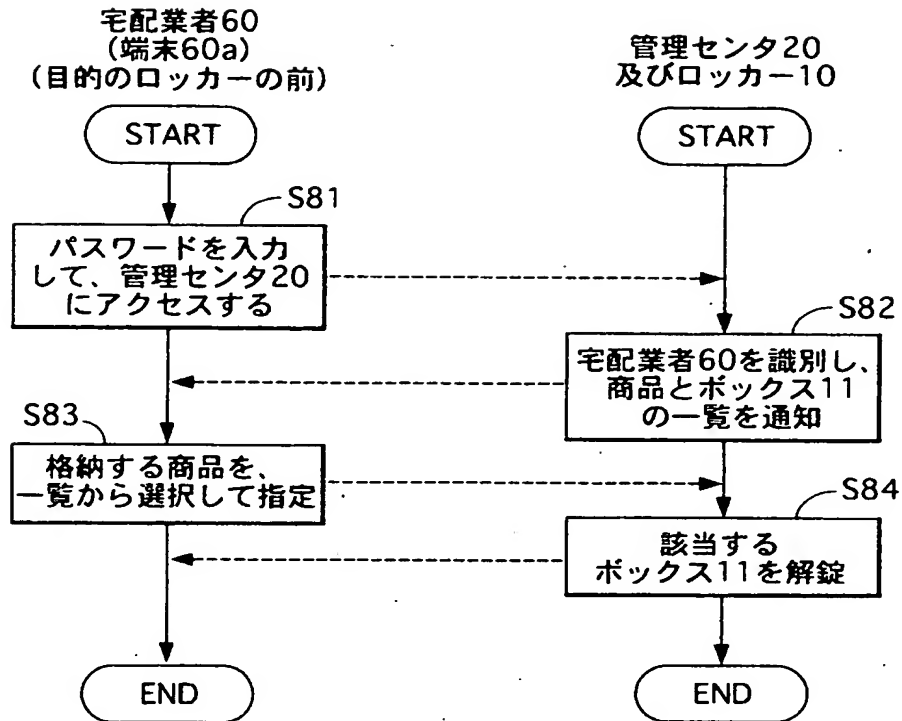 宅配業者60
(端末60a)
(目的のロッカーの前)
START
S81
パスワードを入力
して、管理センタ20
にアクセスする
S83
格納する商品を、
一覧から選択して指定
END
管理センタ20
及びロッカー10
START
S82
宅配業者60を識別し、
商品とボックス11
の一覧を通知
S84
該当する
ボックス11を解錠
END